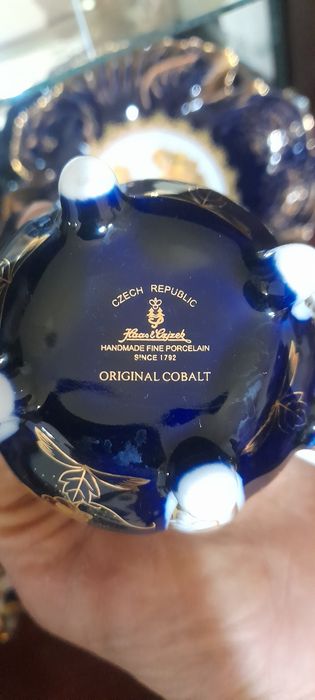 CZECH REPUBLIC
Haas & Czjzek
HANDMADE FINE PORCELAIN
SINCE 1792
ORIGINAL COBALT